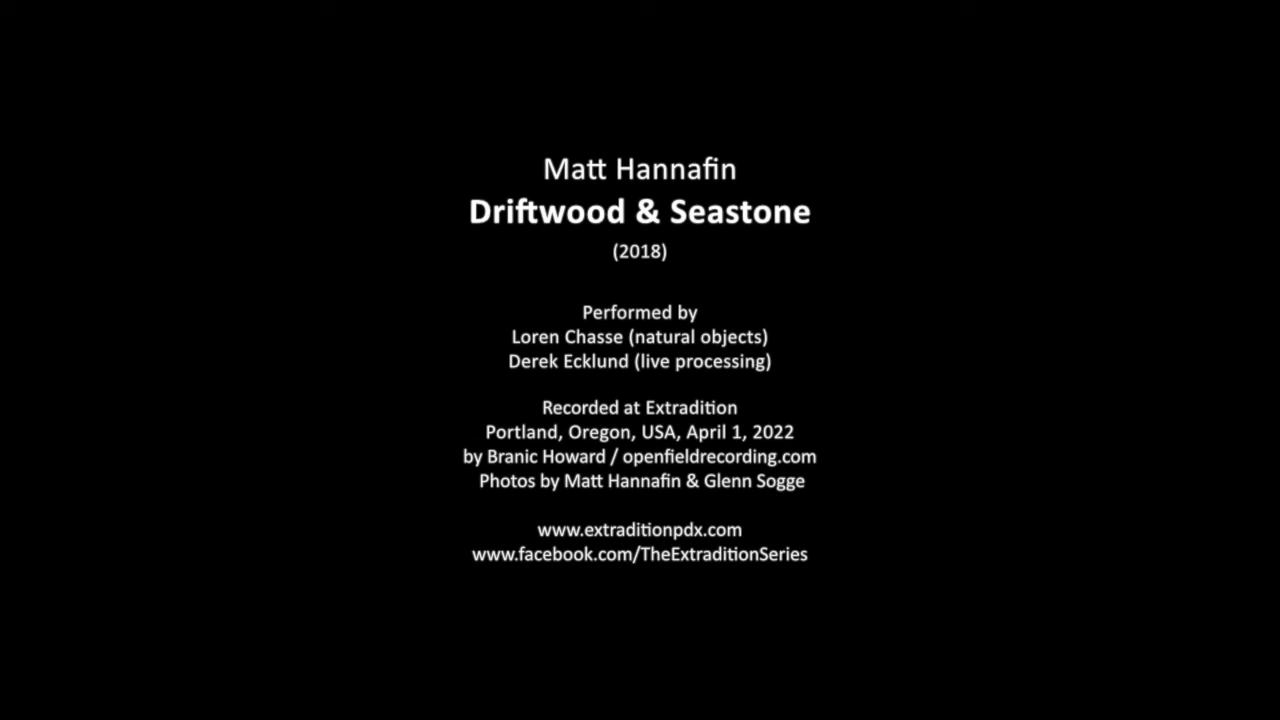 Matt Hannafin
Driftwood & Seastone
(2018)
Performed by
Loren Chasse (natural objects)
Derek Ecklund (live processing)
Recorded at Extradition
Portland, Oregon, USA, April 1, 2022
by Branic Howard / openfieldrecording.com
Photos by Matt Hannafin & Glenn Sogge
www.extraditionpdx.com
www.facebook.com/TheExtraditionSeries